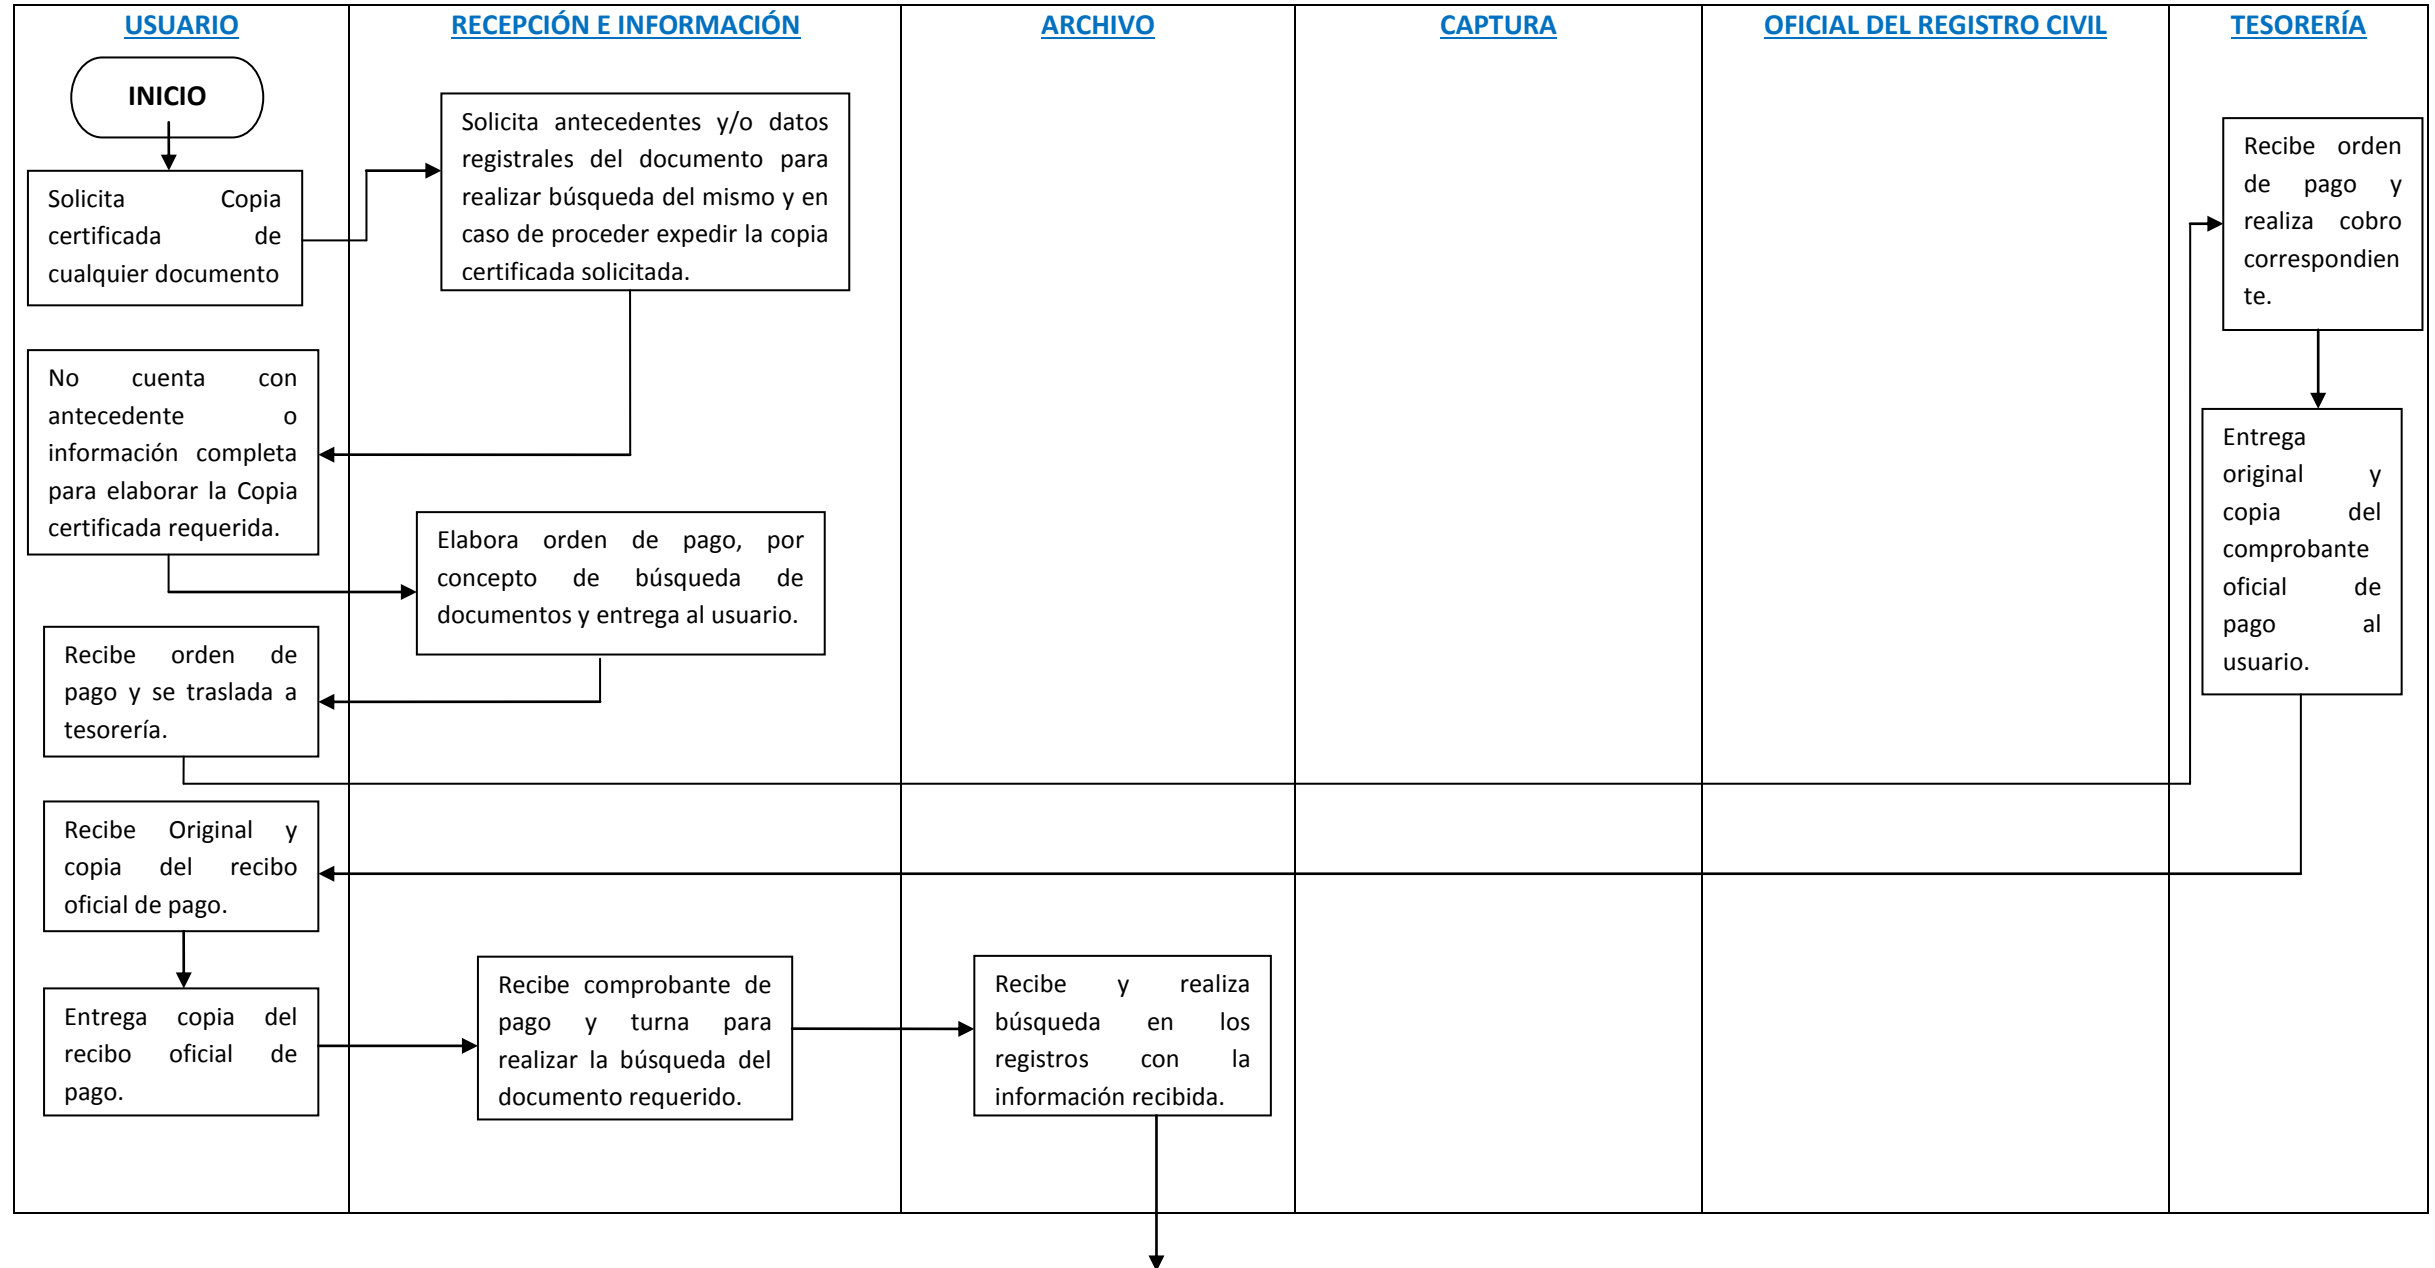 USUARIO
RECEPCIÓN E INFORMACIÓN
ARCHIVO
CAPTURA
OFICIAL DEL REGISTRO CIVIL
TESORERÍA
INICIO
Solicita Copia
certificada de
cualquier documento
Solicita antecedentes y/o datos
registrales del documento para
realizar búsqueda del mismo y en
caso de proceder expedir la copia
certificada solicitada.
No cuenta con
antecedente o
información completa
para elaborar la Copia
certificada requerida.
Elabora orden de pago, por
concepto de búsqueda de
documentos y entrega al usuario.
Recibe orden de
pago y se traslada a
tesorería.
Recibe orden
de pago y
realiza cobro
correspondien
te.
Entrega
original y
copia del
comprobante
oficial de
pago al
usuario.
Recibe Original y
copia del recibo
oficial de pago.
Entrega copia del
recibo oficial de
pago.
Recibe comprobante de
pago y turna para
realizar la búsqueda del
documento requerido.
Recibe y realiza
búsqueda en los
registros con la
información recibida.